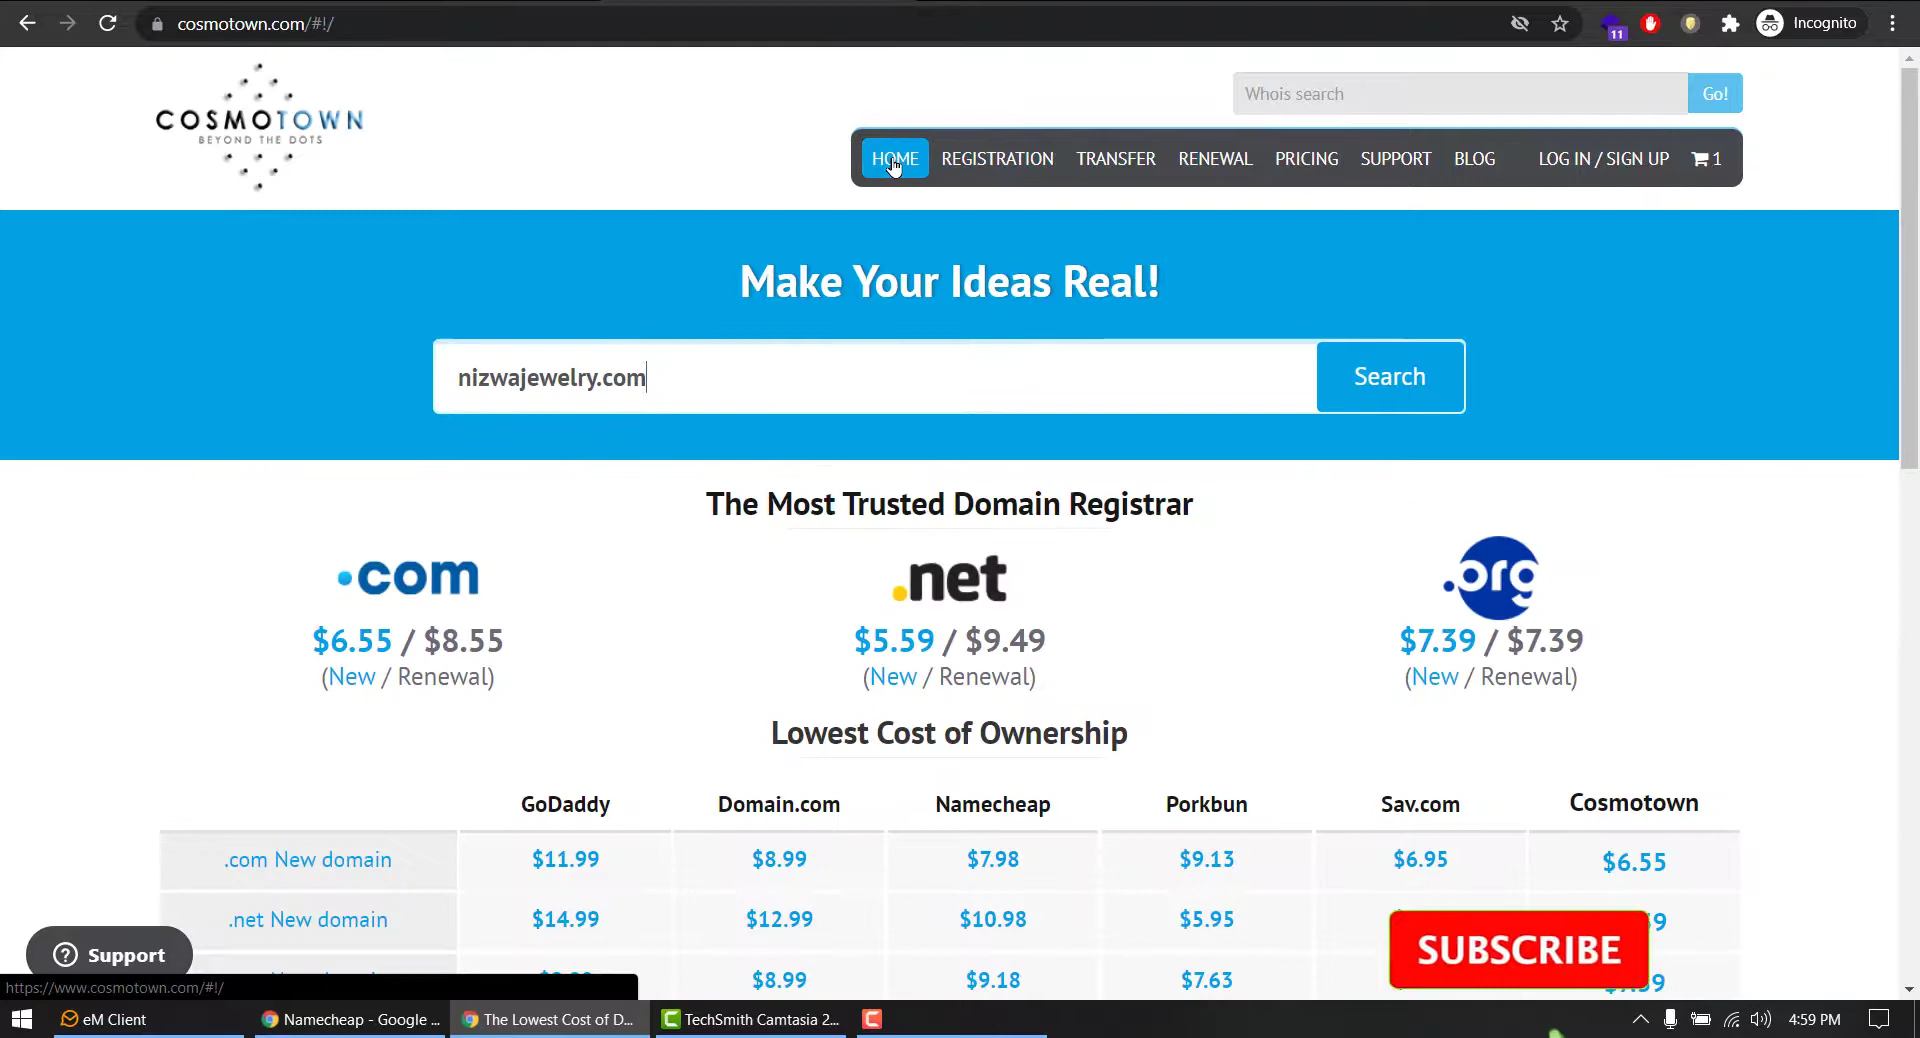 cosmotown.com/#!/
11
Incognito
COSMOTOWN
BEYOND THE DOTS
Whois search
Go!
HOME REGISTRATION TRANSFER RENEWAL PRICING SUPPORT BLOG LOG IN / SIGN UP 1
Make Your Ideas Real!
nizwajewelry.com
Search
The Most Trusted Domain Registrar
.com .net .org
$6.55 / $8.55 $5.59 / $9.49 $7.39 / $7.39
(New / Renewal) (New / Renewal) (New / Renewal)
Lowest Cost of Ownership
GoDaddy Domain.com Namecheap Porkbun Sav.com Cosmotown
.com New domain $11.99 $8.99 $7.98 $9.13 $6.95 $6.55
.net New domain $14.99 $12.99 $10.98 $5.95
$8.99 $9.18 $7.63
SUBSCRIBE
Support
https://www.cosmotown.com/#!/
eM Client
Namecheap - Google ...
The Lowest Cost of D...
TechSmith Camtasia 2...
4:59 PM